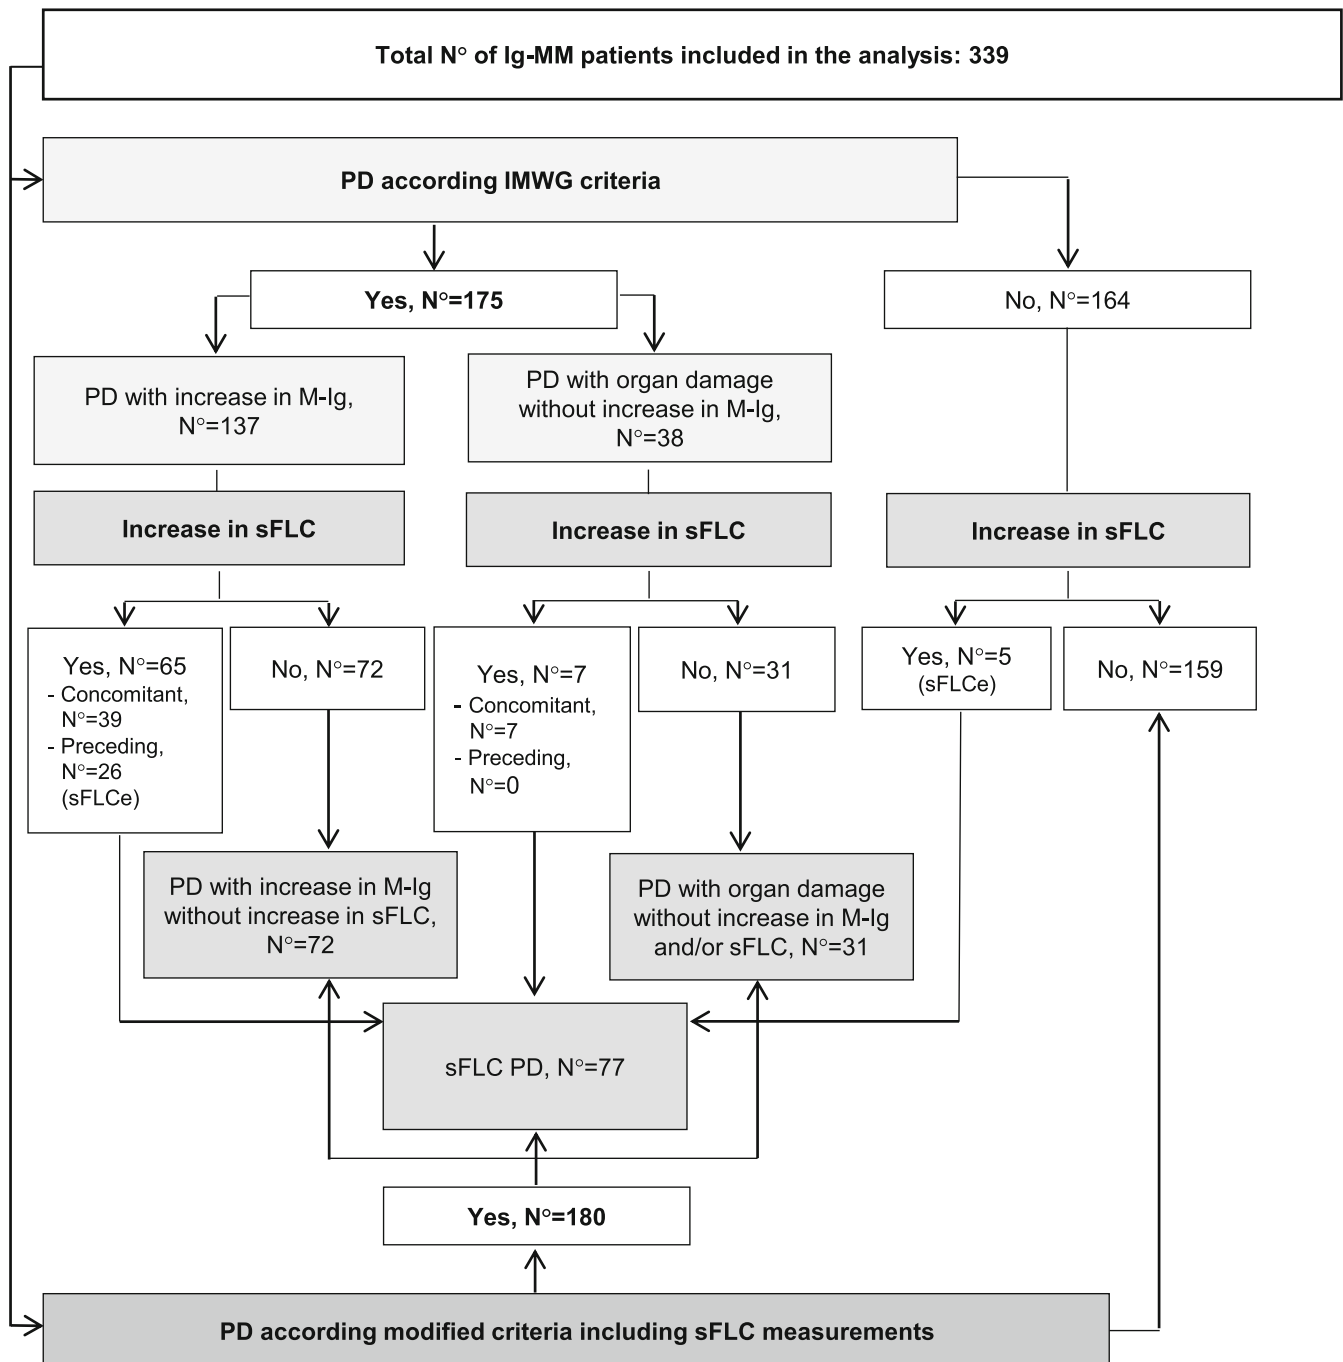 Total N° of Ig-MM patients included in the analysis: 339
PD according IMWG criteria
Yes, N°=175
No, N°=164
PD with increase in M-Ig,
N°=137
PD with organ damage
without increase in M-Ig,
N°=38
Increase in sFLC
Increase in sFLC
Increase in sFLC
Yes, N°=65
- Concomitant,
N°=39
- Preceding,
N°=26
(sFLCe)
No, N°=72
Yes, N°=7
- Concomitant,
N°=7
- Preceding,
N°=0
No, N°=31
Yes, N°=5
(sFLCe)
No, N°=159
PD with increase in M-Ig
without increase in sFLC,
N°=72
PD with organ damage
without increase in M-Ig
and/or sFLC, N°=31
sFLC PD, N°=77
Yes, N°=180
PD according modified criteria including sFLC measurements